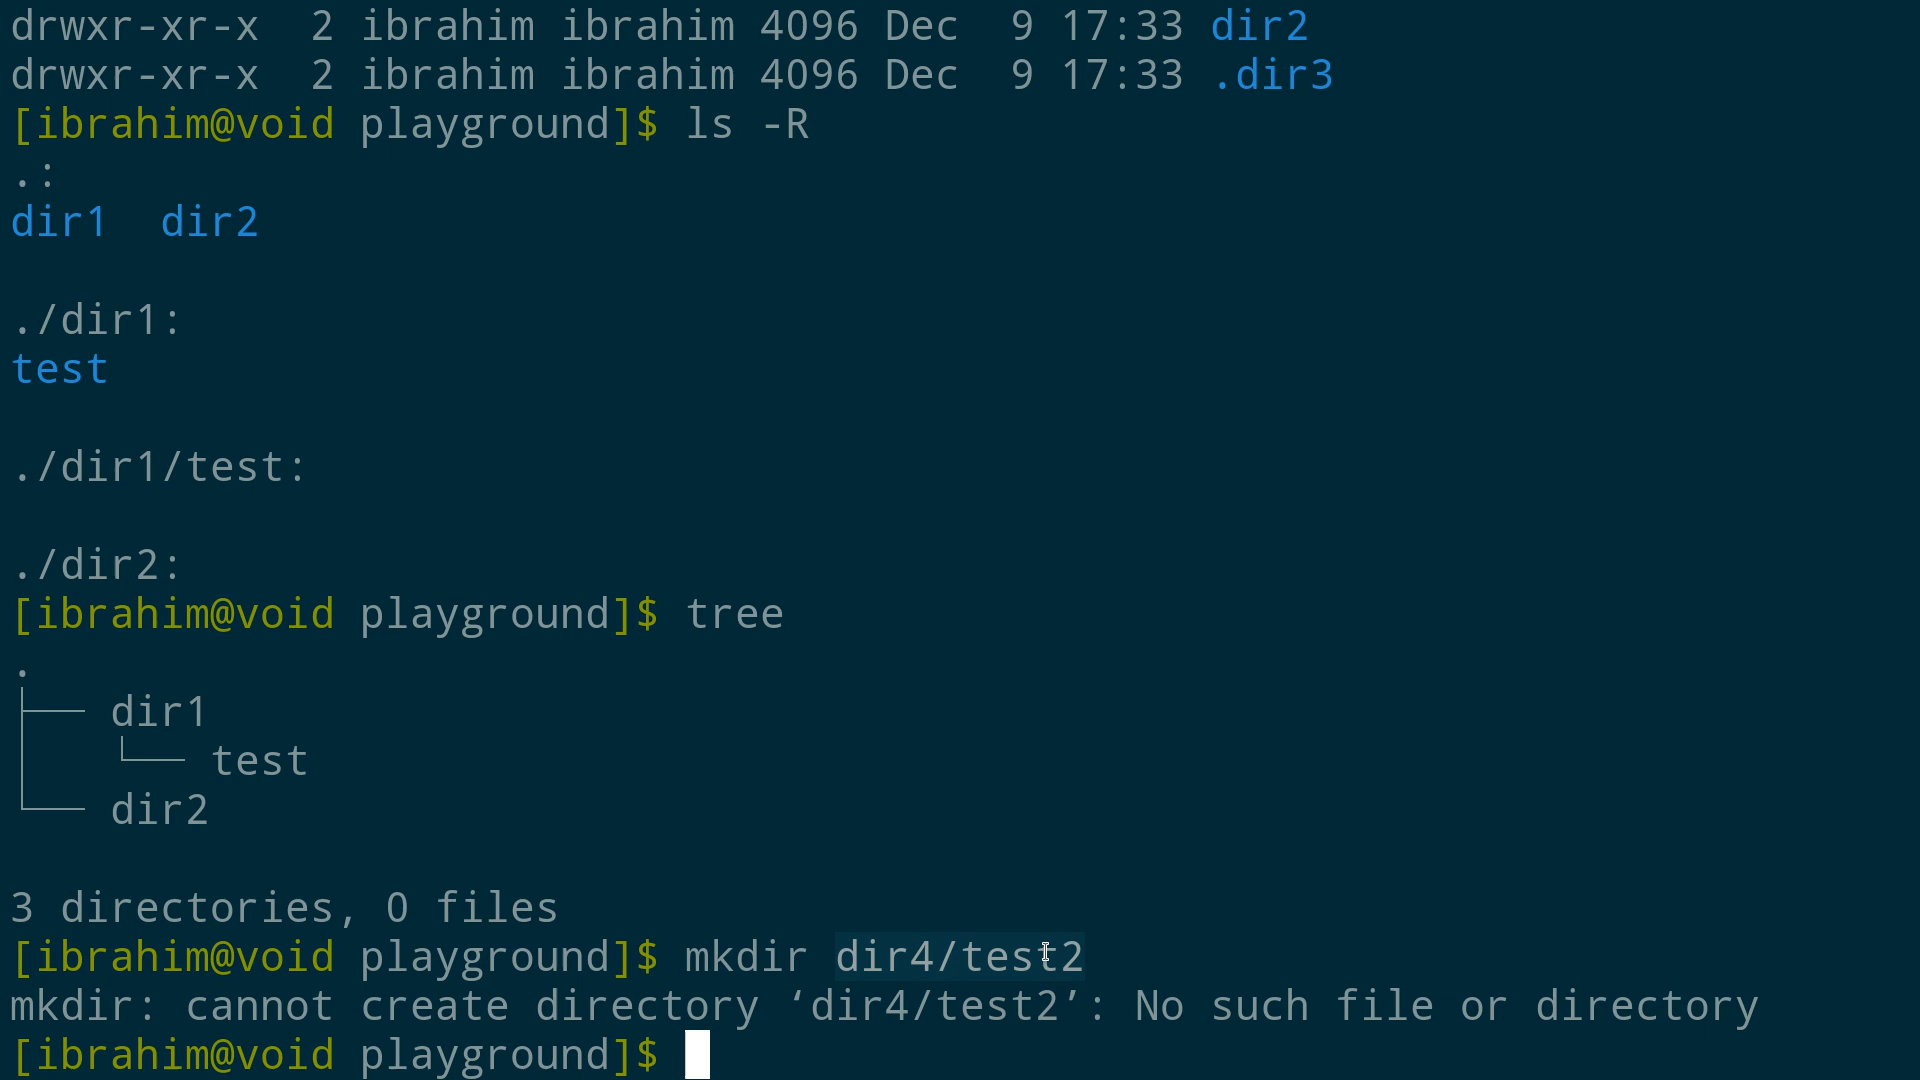 drwxr-xr-x  2 ibrahim ibrahim 4096 Dec  9 17:33 dir2
drwxr-xr-x  2 ibrahim ibrahim 4096 Dec  9 17:33 .dir3
[ibrahim@void playground]$ ls -R
.:
dir1  dir2

./dir1:
test

./dir1/test:

./dir2:
[ibrahim@void playground]$ tree
.
├── dir1
│   └── test
└── dir2

3 directories, 0 files
[ibrahim@void playground]$ mkdir dir4/test2
mkdir: cannot create directory ‘dir4/test2’: No such file or directory
[ibrahim@void playground]$